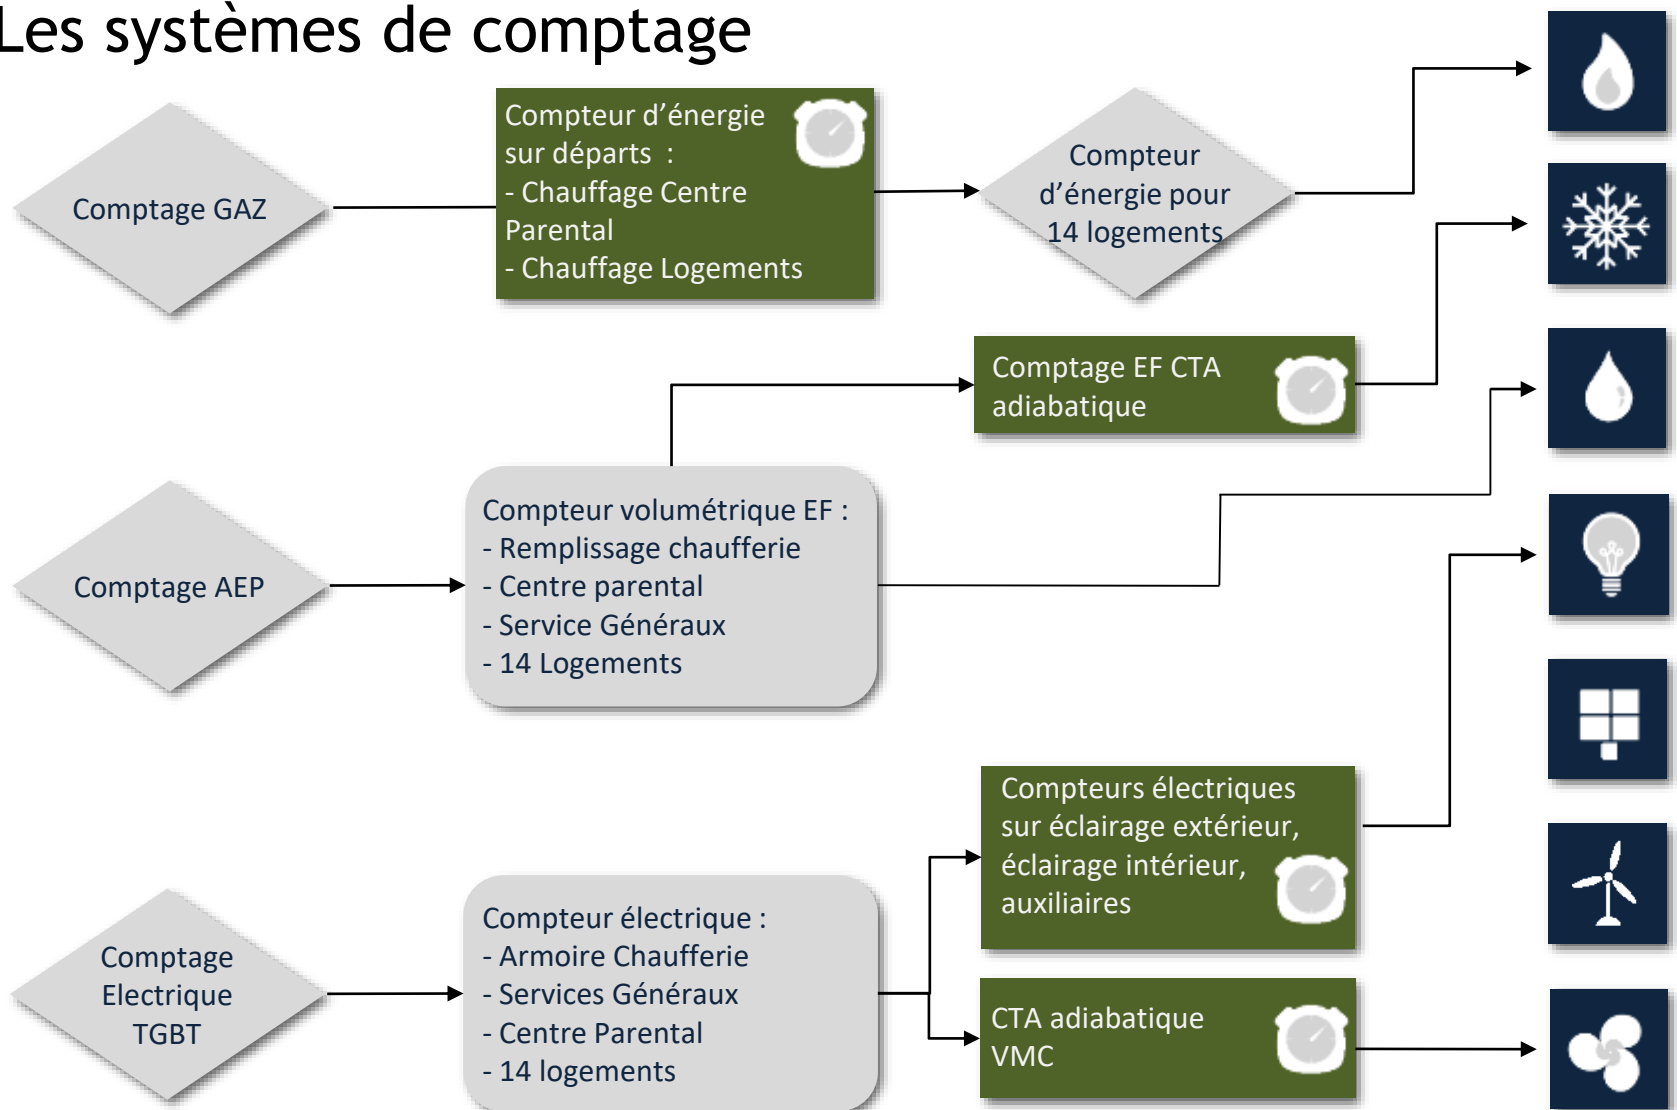 Les systèmes de comptage
Comptage GAZ
Compteur d’énergie
sur départs :
- Chauffage Centre
Parental
- Chauffage Logements
Compteur
d’énergie pour
14 logements
Comptage EF CTA
adiabatique
Comptage AEP
Compteur volumétrique EF :
- Remplissage chaufferie
- Centre parental
- Service Généraux
- 14 Logements
Compteurs électriques
sur éclairage extérieur,
éclairage intérieur,
auxiliaires
Comptage
Electrique
TGBT
Compteur électrique :
- Armoire Chaufferie
- Services Généraux
- Centre Parental
- 14 logements
CTA adiabatique
VMC